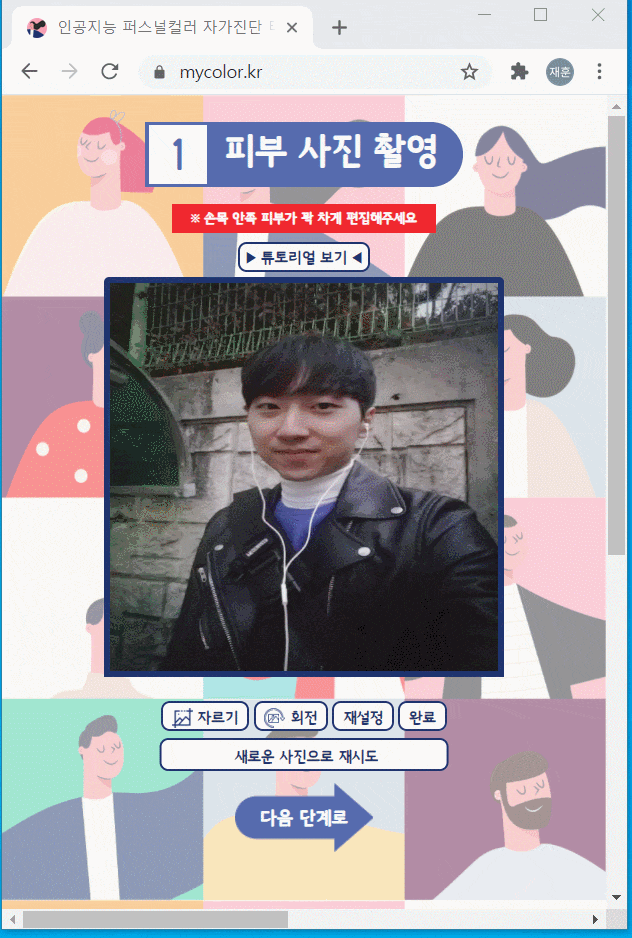 인공지능 퍼스널컬러 자가진단
mycolor.kr
재훈
1 피부 사진 촬영
※ 손목 안쪽 피부가 꽉 차게 편집해주세요
▶ 튜토리얼 보기 ◀
자르기 회전 재설정 완료
새로운 사진으로 재시도
다음 단계로